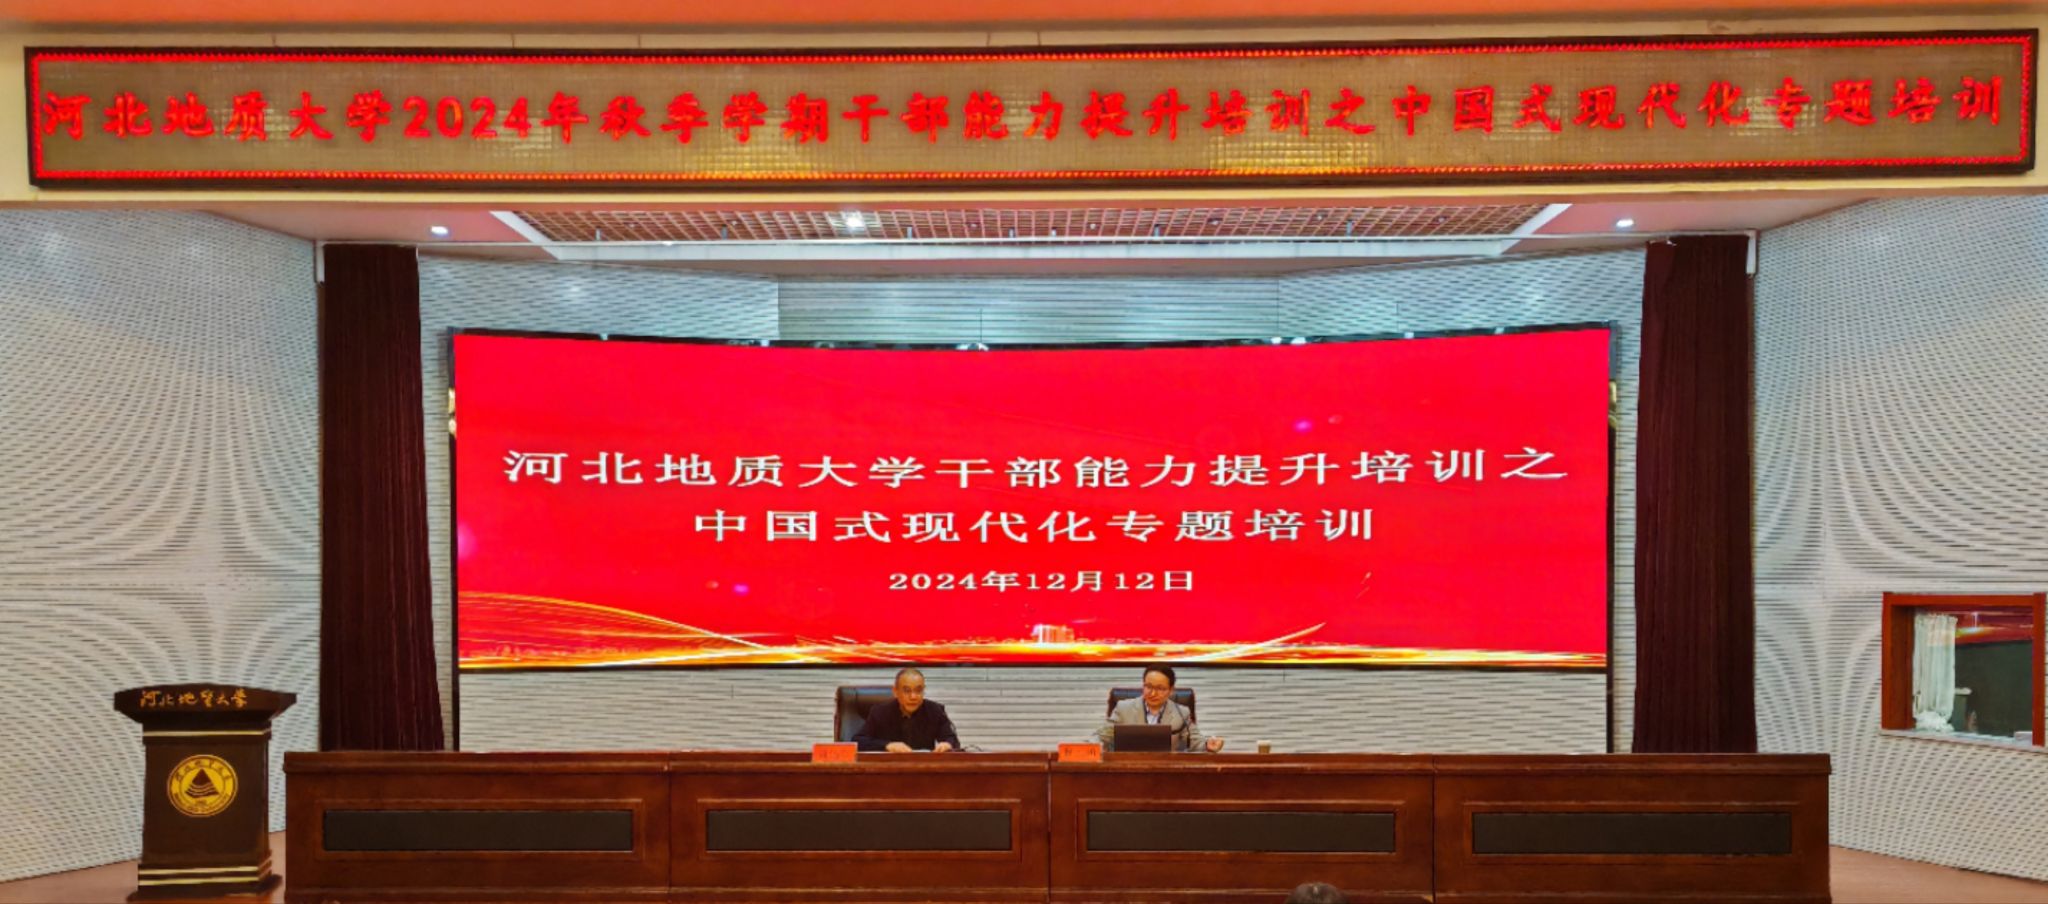 河北地质大学2024年秋季学期干部能力提升培训之中国式现代化专题培训
河北地质大学干部能力提升培训之
中国式现代化专题培训
2024年12月12日
河北地质大学